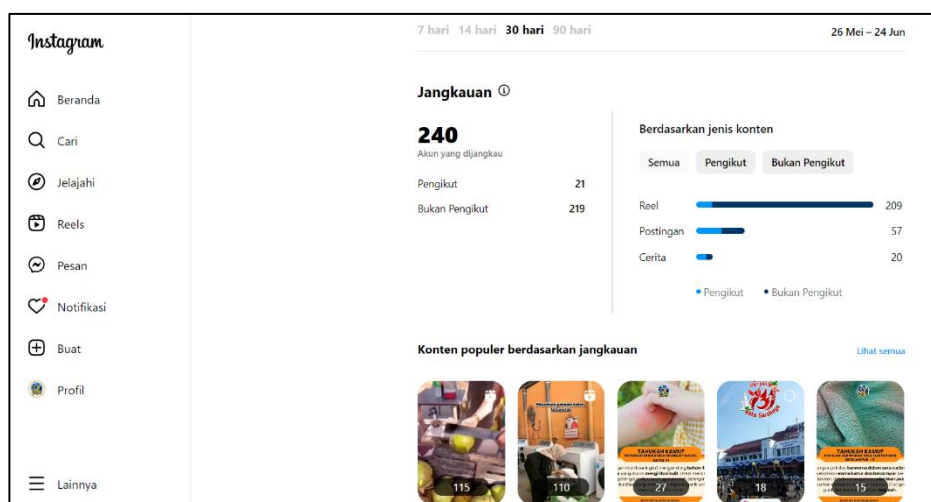 Instagram
Beranda
Cari
Jelajahi
Reels
Pesan
Notifikasi
Buat
Profil
Lainnya
7 hari 14 hari 30 hari 90 hari
26 Mei – 24 Jun
Jangkauan
240
Akun yang dijangkau
Pengikut 21
Bukan Pengikut 219
Berdasarkan jenis konten
Semua Pengikut Bukan Pengikut
Reel 209
Postingan 57
Cerita 20
Pengikut Bukan Pengikut
Konten populer berdasarkan jangkauan
Lihat semua
731
Kota Surabaya
TAHUKAH KAMU?
TAHUKAH KAMU?
115 110 27 18 15